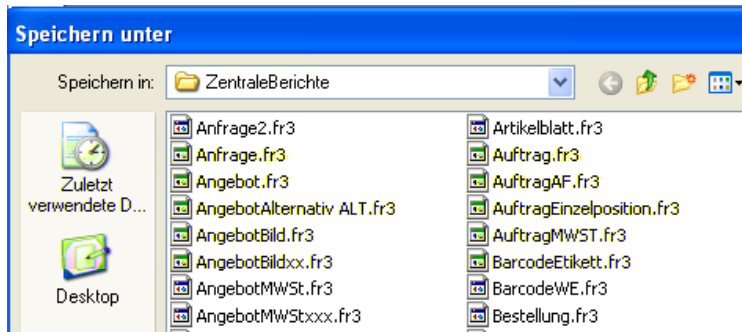 Speichern unter
Speichern in: ZentraleBerichte
Zuletzt
verwendete D...
Desktop
Anfrage2.fr3
Anfrage.fr3
Angebot.fr3
AngebotAlternativ ALT.fr3
AngebotBild.fr3
AngebotBildxx.fr3
AngebotMWSt.fr3
AngebotMWStxxx.fr3
Artikelblatt.fr3
Auftrag.fr3
AuftragAF.fr3
AuftragEinzelposition.fr3
AuftragMWST.fr3
BarcodeEtikett.fr3
BarcodeWE.fr3
Bestellung.fr3